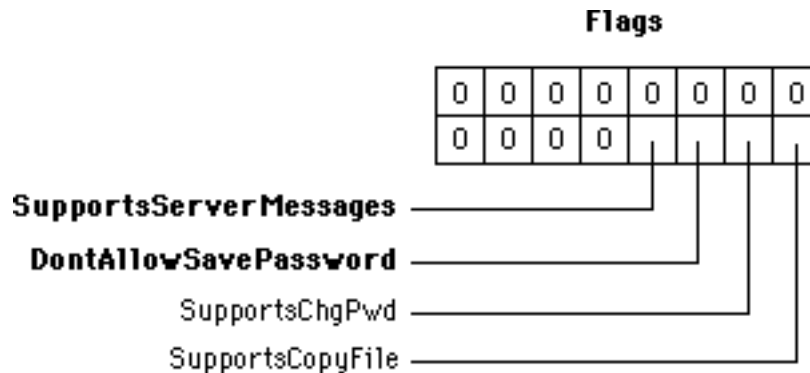 Flags
0 0 0 0 0 0 0 0
0 0 0 0
SupportsServerMessages
DontAllowSavePassword
SupportsChgPwd
SupportsCopyFile